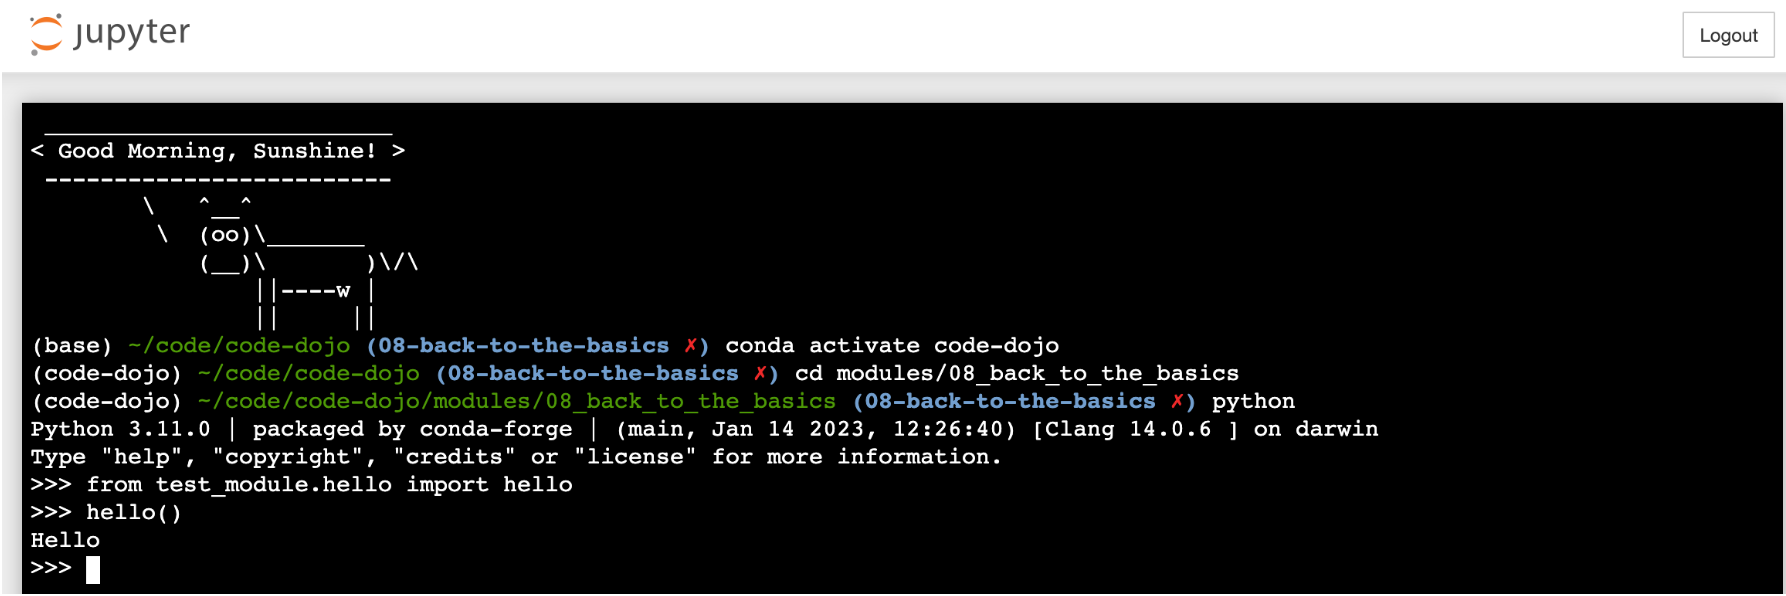 jupyter
Logout
 _________________________
< Good Morning, Sunshine! >
 -------------------------
        \   ^__^
         \  (oo)\_______
            (__)\       )\/\
                ||----w |
                ||     ||
(base) ~/code/code-dojo (08-back-to-the-basics ✗) conda activate code-dojo
(code-dojo) ~/code/code-dojo (08-back-to-the-basics ✗) cd modules/08_back_to_the_basics
(code-dojo) ~/code/code-dojo/modules/08_back_to_the_basics (08-back-to-the-basics ✗) python
Python 3.11.0 | packaged by conda-forge | (main, Jan 14 2023, 12:26:40) [Clang 14.0.6 ] on darwin
Type "help", "copyright", "credits" or "license" for more information.
>>> from test_module.hello import hello
>>> hello()
Hello
>>>